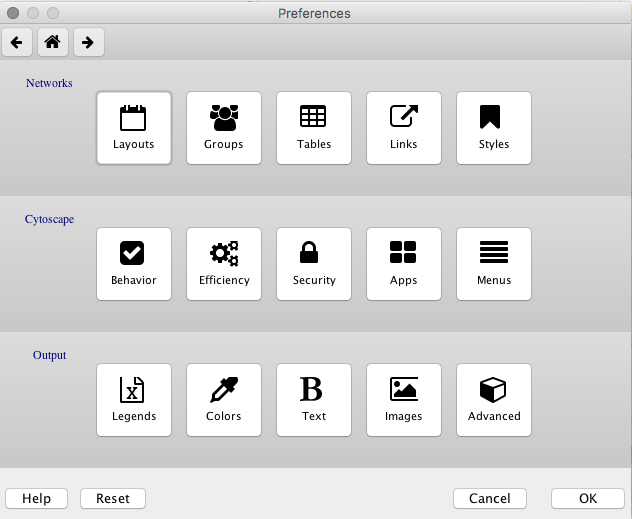 Preferences
Networks
Layouts Groups Tables Links Styles
Cytoscape
Behavior Efficiency Security Apps Menus
Output
Legends Colors Text Images Advanced
Help Reset Cancel OK